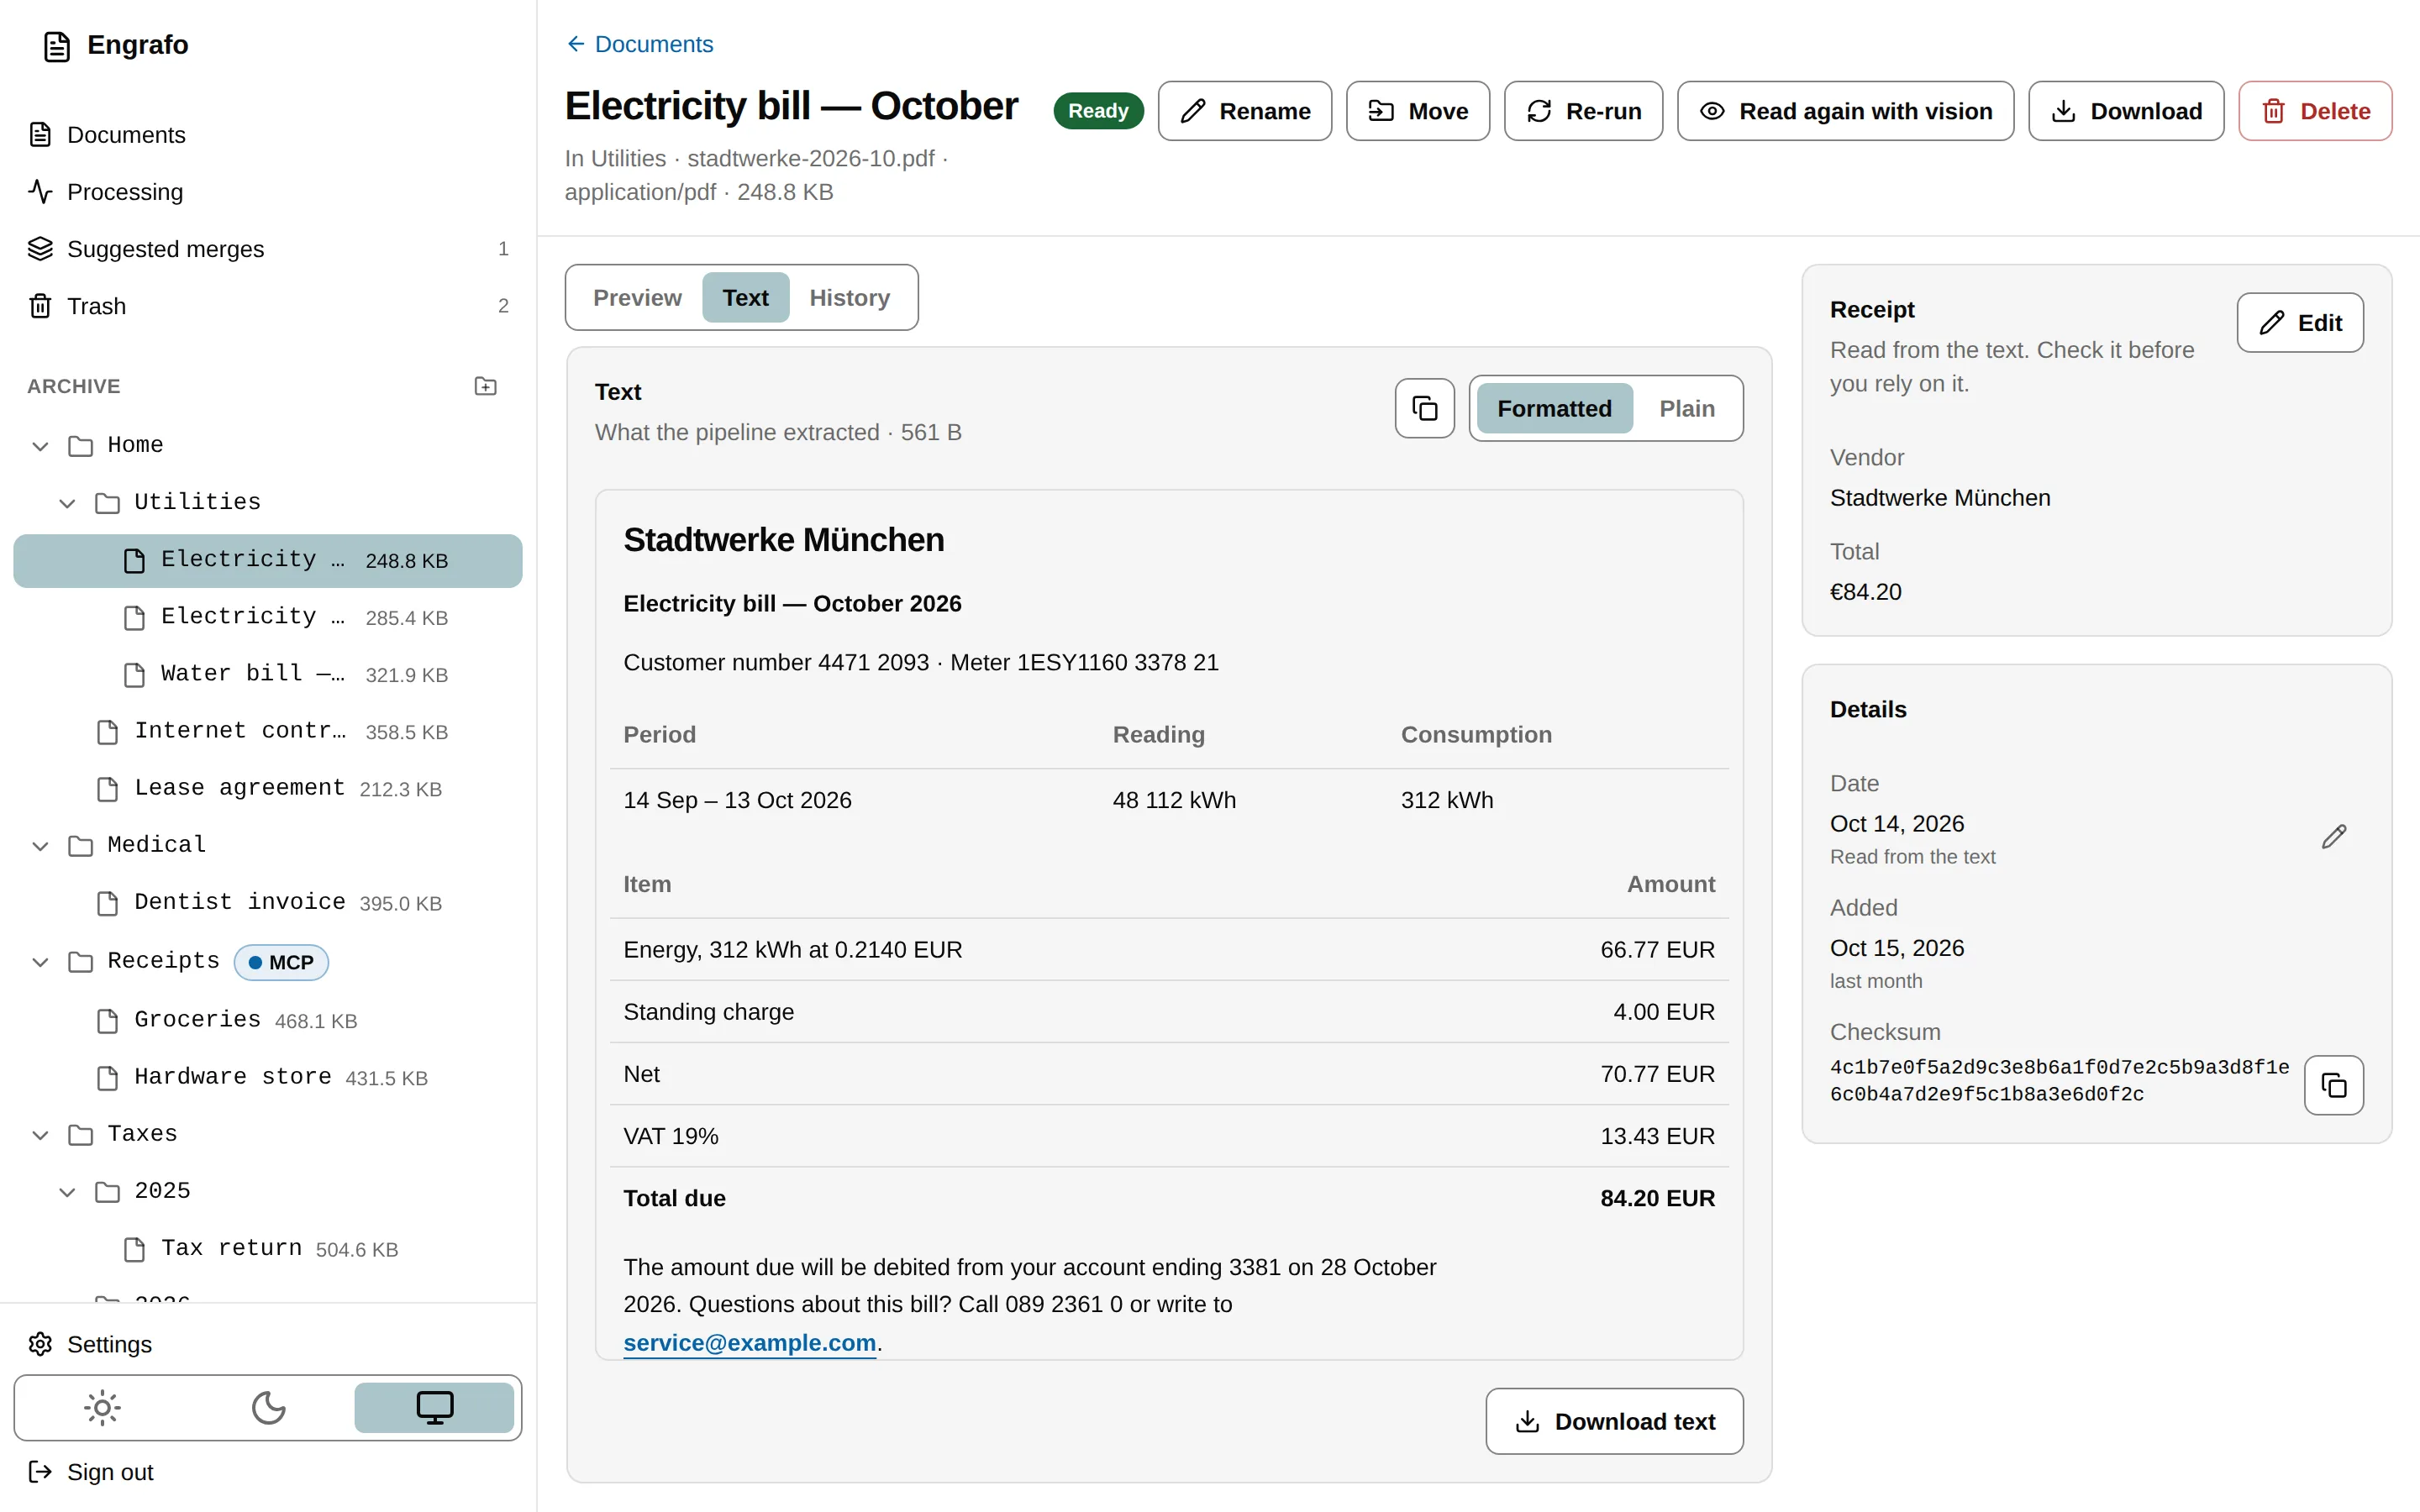 Engrafo
Documents
Processing
Suggested merges 1
Trash 2
ARCHIVE
Home
Utilities
Electricity … 248.8 KB
Electricity … 285.4 KB
Water bill —… 321.9 KB
Internet contr… 358.5 KB
Lease agreement 212.3 KB
Medical
Dentist invoice 395.0 KB
Receipts MCP
Groceries 468.1 KB
Hardware store 431.5 KB
Taxes
2025
Tax return 504.6 KB
2026
Settings
Sign out
Documents
Electricity bill — October
Ready Rename Move Re-run Read again with vision Download Delete
In Utilities · stadtwerke-2026-10.pdf ·
application/pdf · 248.8 KB
Preview Text History
Text
What the pipeline extracted · 561 B
Formatted Plain
Stadtwerke München
Electricity bill — October 2026
Customer number 4471 2093 · Meter 1ESY1160 3378 21
Period Reading Consumption
14 Sep – 13 Oct 2026 48 112 kWh 312 kWh
Item Amount
Energy, 312 kWh at 0.2140 EUR 66.77 EUR
Standing charge 4.00 EUR
Net 70.77 EUR
VAT 19% 13.43 EUR
Total due 84.20 EUR
The amount due will be debited from your account ending 3381 on 28 October
2026. Questions about this bill? Call 089 2361 0 or write to
service@example.com.
Download text
Receipt
Edit
Read from the text. Check it before
you rely on it.
Vendor
Stadtwerke München
Total
€84.20
Details
Date
Oct 14, 2026
Read from the text
Added
Oct 15, 2026
last month
Checksum
4c1b7e0f5a2d9c3e8b6a1f0d7e2c5b9a3d8f1e
6c0b4a7d2e9f5c1b8a3e6d0f2c